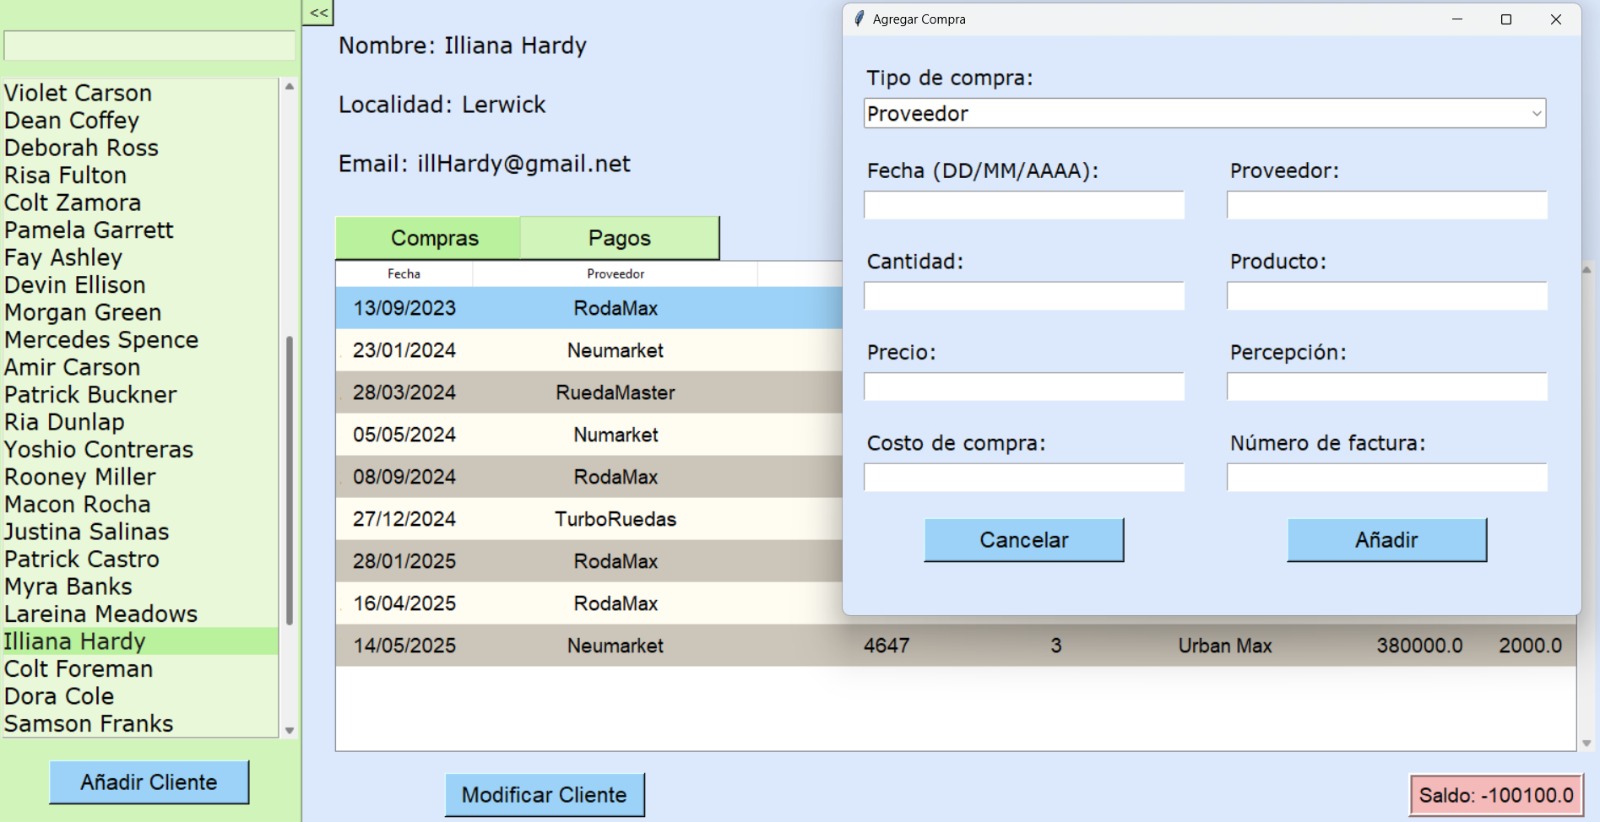 <<
Violet Carson
Dean Coffey
Deborah Ross
Risa Fulton
Colt Zamora
Pamela Garrett
Fay Ashley
Devin Ellison
Morgan Green
Mercedes Spence
Amir Carson
Patrick Buckner
Ria Dunlap
Yoshio Contreras
Rooney Miller
Macon Rocha
Justina Salinas
Patrick Castro
Myra Banks
Lareina Meadows
Illiana Hardy
Colt Foreman
Dora Cole
Samson Franks
Añadir Cliente
Nombre: Illiana Hardy
Localidad: Lerwick
Email: illHardy@gmail.net
Compras Pagos
Fecha Proveedor
13/09/2023 RodaMax
23/01/2024 Neumarket
28/03/2024 RuedaMaster
05/05/2024 Numarket
08/09/2024 RodaMax
27/12/2024 TurboRuedas
28/01/2025 RodaMax
16/04/2025 RodaMax
14/05/2025 Neumarket 4647 3 Urban Max 380000.0 2000.0
Modificar Cliente
Saldo: -100100.0
Agregar Compra
Tipo de compra:
Proveedor
Fecha (DD/MM/AAAA): Proveedor:
Cantidad: Producto:
Precio: Percepción:
Costo de compra: Número de factura:
Cancelar Añadir